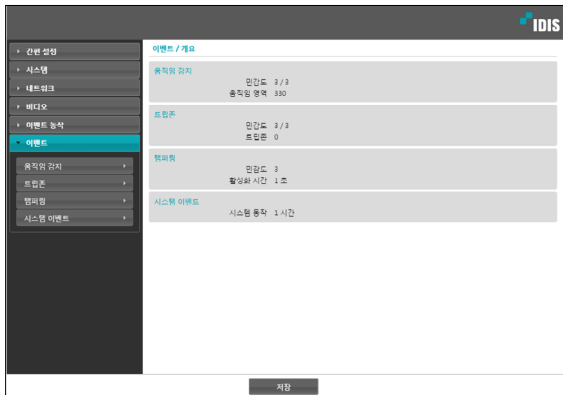 IDIS
간편 설정
시스템
네트워크
비디오
이벤트 동작
이벤트
움직임 감지
트립존
탬퍼링
시스템 이벤트
이벤트 / 개요
움직임 감지
민감도 3 / 3
움직임 영역 330
트립존
민감도 3 / 3
트립존 0
탬퍼링
민감도 3
활성화 시간 1 초
시스템 이벤트
시스템 동작 1 시간
저장